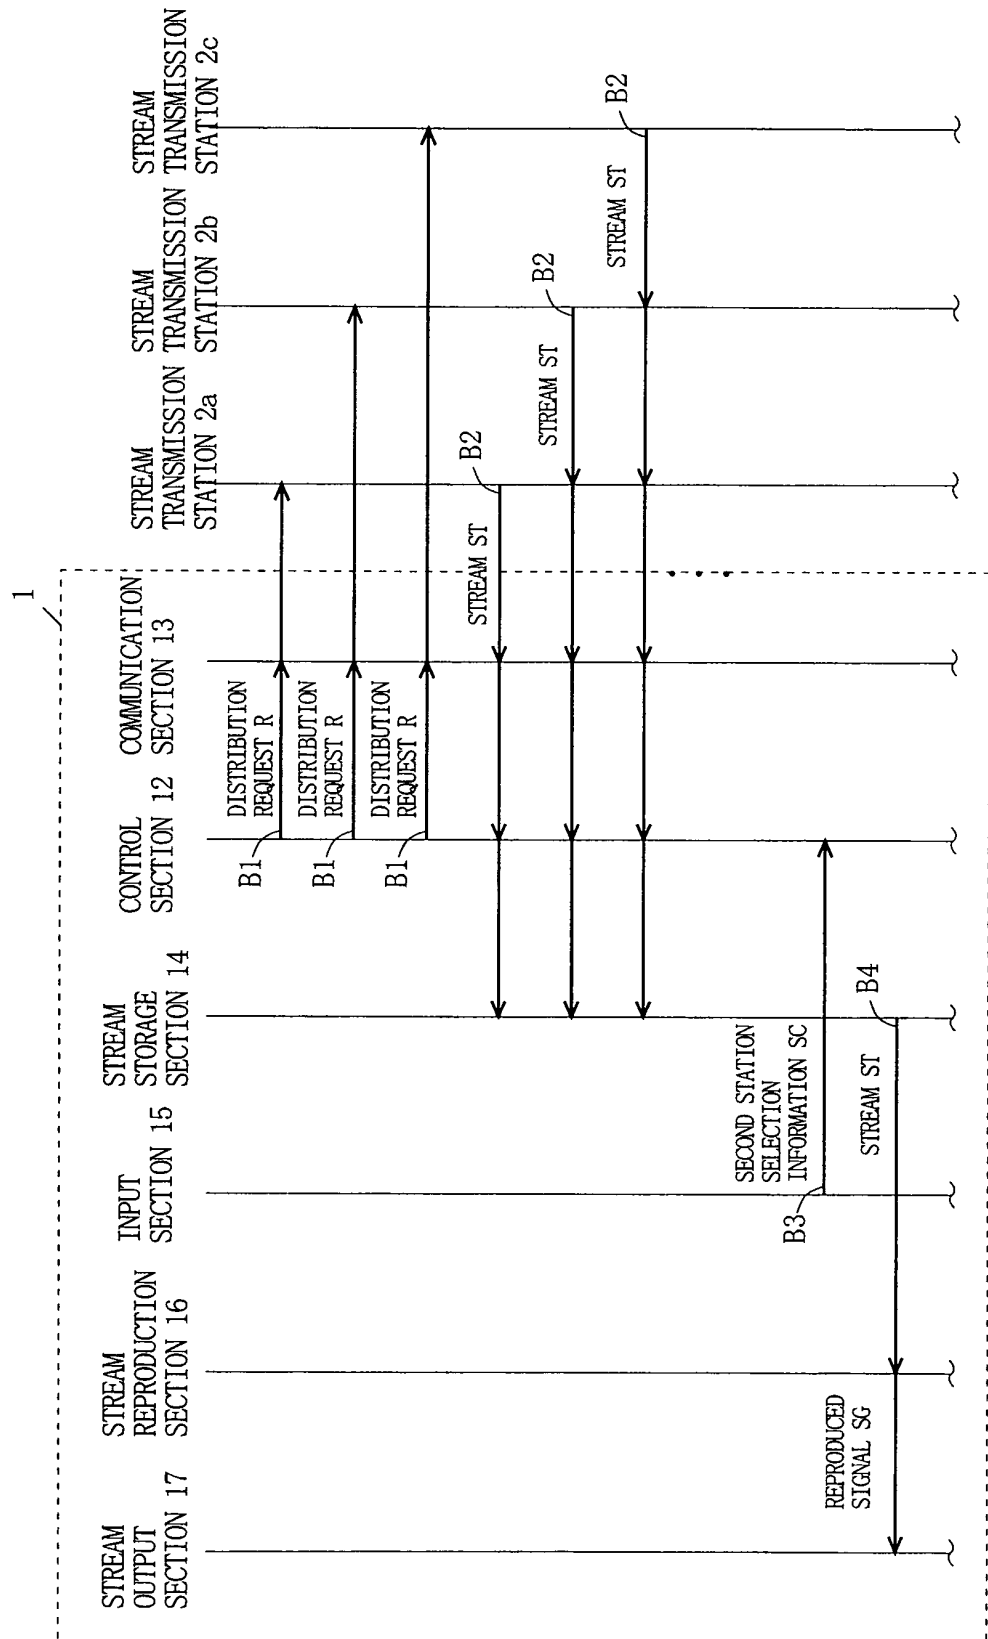 1
STREAM
OUTPUT
SECTION 17
STREAM
REPRODUCTION
SECTION 16
INPUT
SECTION 15
STREAM
STORAGE
SECTION 14
CONTROL
SECTION 12
COMMUNICATION
SECTION 13
STREAM
TRANSMISSION
STATION 2a
STREAM
TRANSMISSION
STATION 2b
STREAM
TRANSMISSION
STATION 2c
B1
DISTRIBUTION
REQUEST R
B1
DISTRIBUTION
REQUEST R
B1
DISTRIBUTION
REQUEST R
STREAM ST
B2
STREAM ST
B2
STREAM ST
B2
B3
SECOND STATION
SELECTION
INFORMATION SC
REPRODUCED
SIGNAL SG
STREAM ST
B4